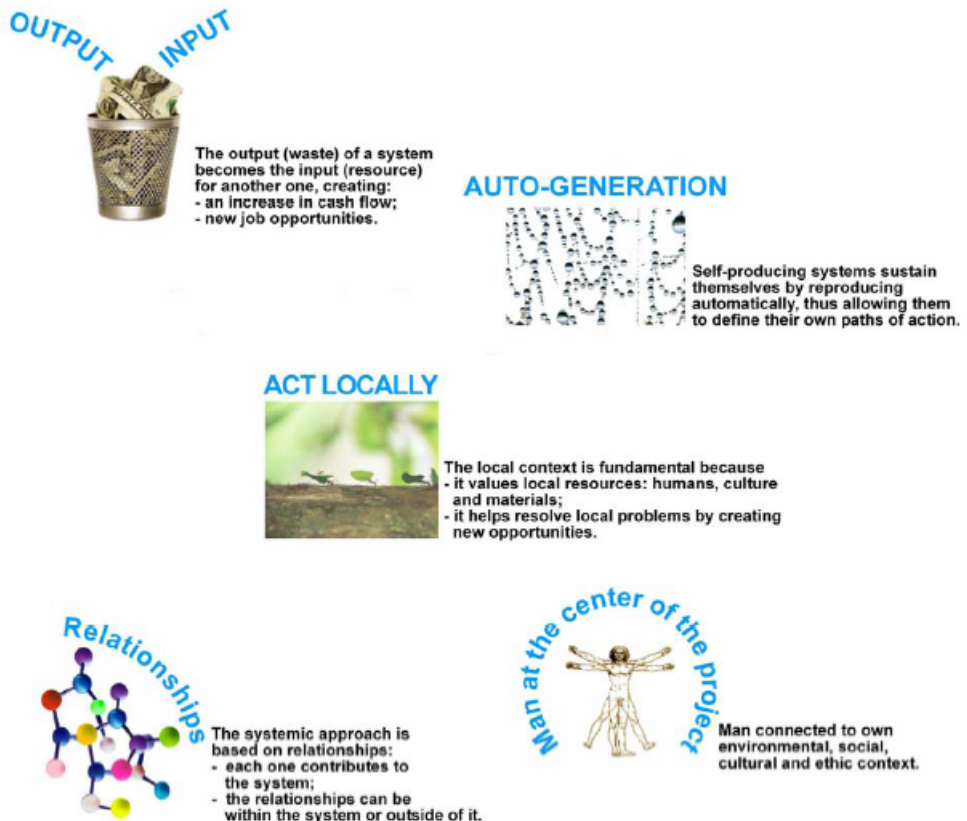 OUTPUT
INPUT
The output (waste) of a system
becomes the input (resource)
for another one, creating:
- an increase in cash flow;
- new job opportunities.
AUTO-GENERATION
Self-producing systems sustain
themselves by reproducing
automatically, thus allowing them
to define their own paths of action.
ACT LOCALLY
The local context is fundamental because
- it values local resources: humans, culture
and materials;
- it helps resolve local problems by creating
new opportunities.
Relationships
The systemic approach is
based on relationships:
- each one contributes to
the system;
- the relationships can be
within the system or outside of it.
Man at the center of the project
Man connected to own
environmental, social,
cultural and ethic context.